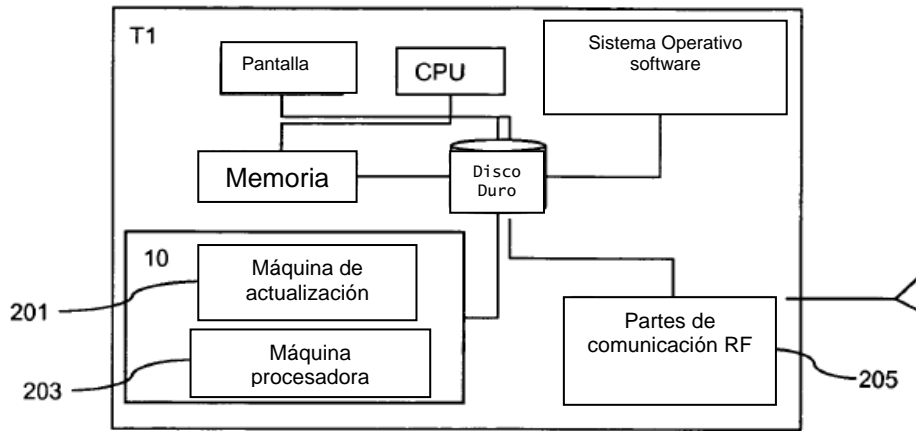 T1
Pantalla
CPU
Sistema Operativo
software
Memoria
Disco
Duro
10
Máquina de
actualización
201
Máquina
procesadora
203
Partes de
comunicación RF
205